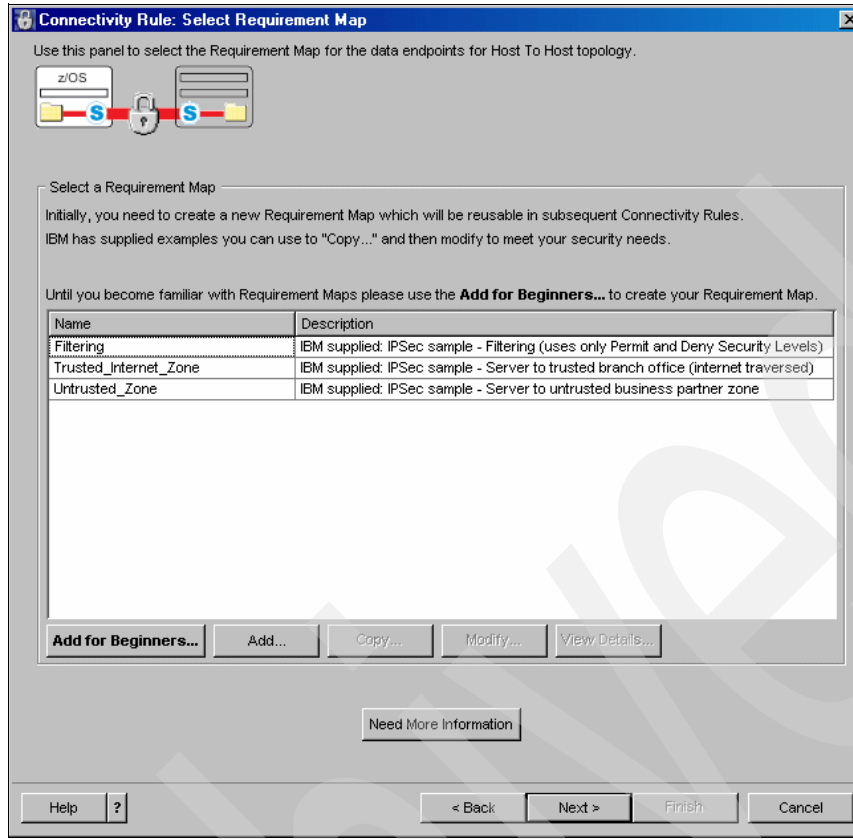 Connectivity Rule: Select Requirement Map
Use this panel to select the Requirement Map for the data endpoints for Host To Host topology.
z/OS
S S
Select a Requirement Map
Initially, you need to create a new Requirement Map which will be reusable in subsequent Connectivity Rules.
IBM has supplied examples you can use to "Copy..." and then modify to meet your security needs.
Until you become familiar with Requirement Maps please use the Add for Beginners... to create your Requirement Map.
Name Description
Filtering IBM supplied: IPSec sample - Filtering (uses only Permit and Deny Security Levels)
Trusted_Internet_Zone IBM supplied: IPSec sample - Server to trusted branch office (internet traversed)
Untrusted_Zone IBM supplied: IPSec sample - Server to untrusted business partner zone
Add for Beginners... Add... Copy... Modify... View Details...
Need More Information
Help ? < Back Next > Finish Cancel